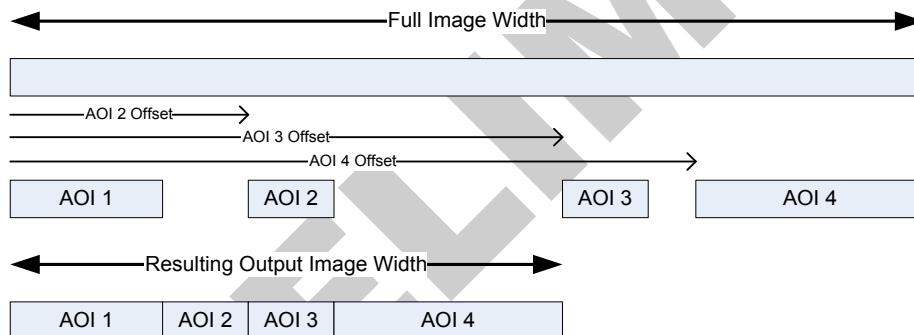 Full Image Width
AOI 2 Offset
AOI 3 Offset
AOI 4 Offset
AOI 1 AOI 2 AOI 3 AOI 4
Resulting Output Image Width
AOI 1 AOI 2 AOI 3 AOI 4